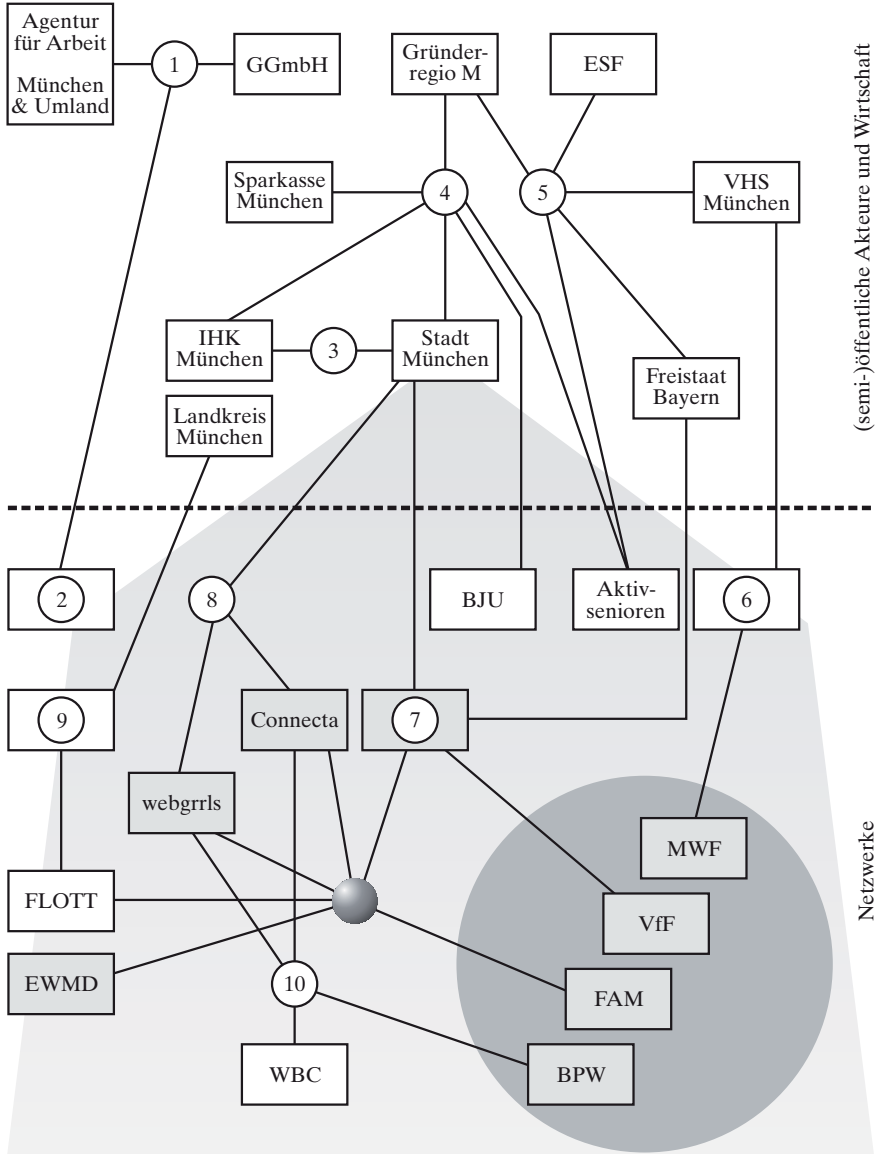 Agentur
für Arbeit
München
& Umland
1
GGmbH
Gründer-
regio M
ESF
Sparkasse
München
4
5
VHS
München
IHK
München
3
Stadt
München
Freistaat
Bayern
Landkreis
München
(semi-)öffentliche Akteure und Wirtschaft
2
8
BJU
Aktiv-
senioren
6
9
Connecta
7
webgrrls
MWF
FLOTT
VfF
EWMD
10
FAM
WBC
BPW
Netzwerke